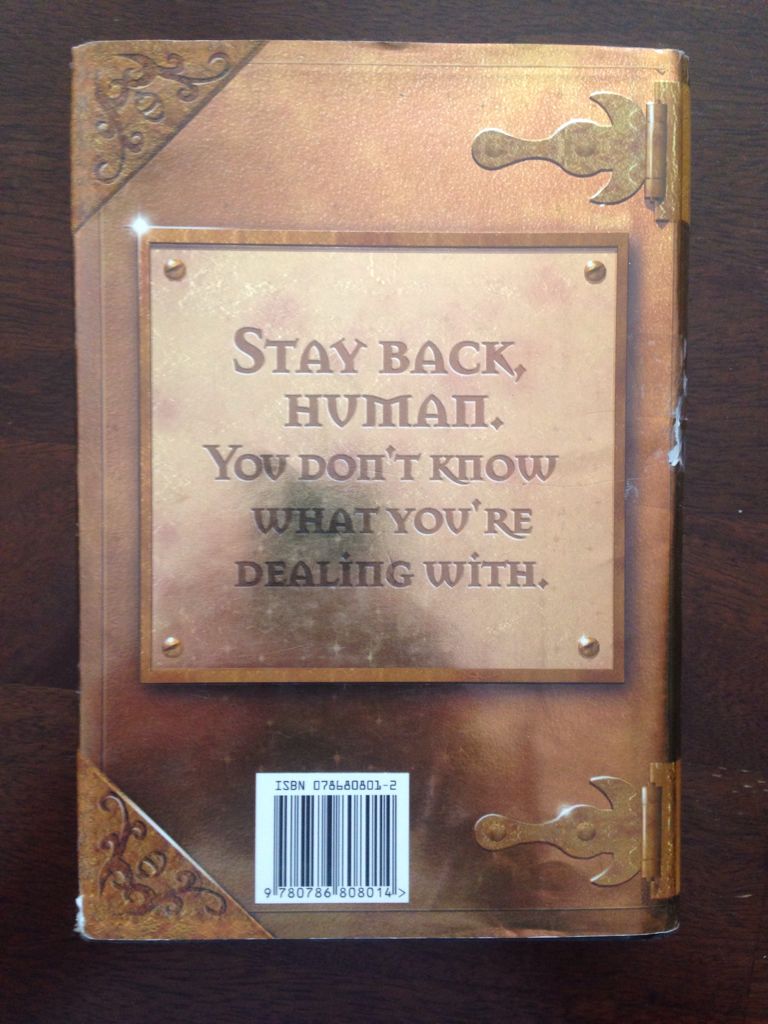 STAY BACK,
HUMAN.
YOU DON'T KNOW
WHAT YOU'RE
DEALING WITH.
ISBN 078680801-2
9 780786 808014 >